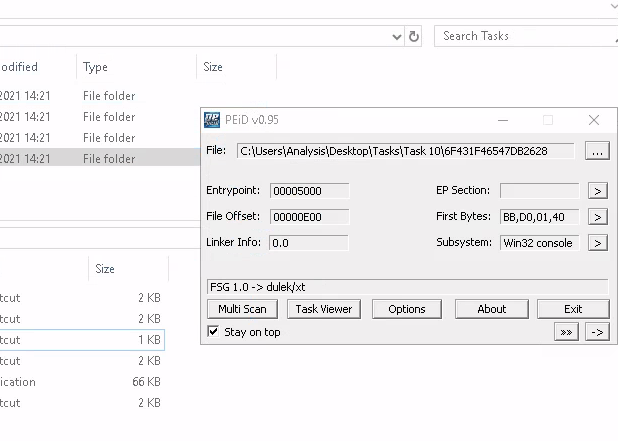 Search Tasks
odified Type Size
2021 14:21 File folder
2021 14:21 File folder
2021 14:21 File folder
2021 14:21 File folder
PEiD v0.95
File: C:\Users\Analysis\Desktop\Tasks\Task 10\6F431F46547DB2628 ...
Entrypoint: 00005000 EP Section: >
File Offset: 00000E00 First Bytes: BB,D0,01,40 >
Linker Info: 0.0 Subsystem: Win32 console >
FSG 1.0 -> dulek/xt
Multi Scan Task Viewer Options About Exit
Stay on top >> ->
Size
tcut 2 KB
tcut 2 KB
tcut 1 KB
tcut 2 KB
ication 66 KB
tcut 2 KB